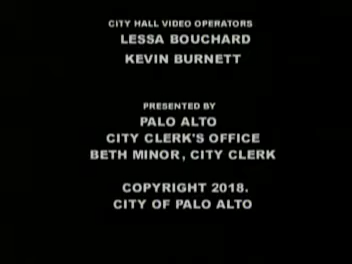 CITY HALL VIDEO OPERATORS
LESSA BOUCHARD
KEVIN BURNETT
PRESENTED BY
PALO ALTO
CITY CLERK'S OFFICE
BETH MINOR, CITY CLERK
COPYRIGHT 2018.
CITY OF PALO ALTO